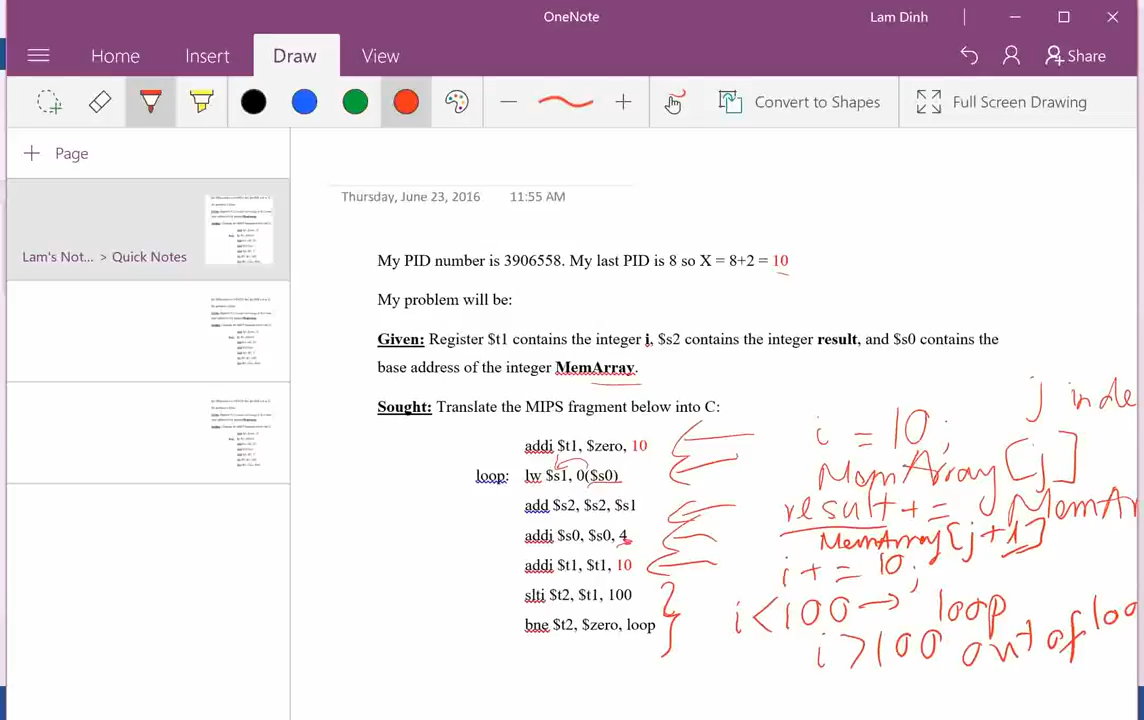 OneNote
Lam Dinh
Home Insert Draw View
Share
Convert to Shapes
Full Screen Drawing
Page
Lam's Not... > Quick Notes
Thursday, June 23, 2016 11:55 AM
My PID number is 3906558. My last PID is 8 so X = 8+2 = 10
My problem will be:
Given: Register $t1 contains the integer i, $s2 contains the integer result, and $s0 contains the
base address of the integer MemArray.
Sought: Translate the MIPS fragment below into C:
addi $t1, $zero, 10
loop: lw $s1, 0($s0)
add $s2, $s2, $s1
addi $s0, $s0, 4
addi $t1, $t1, 10
slti $t2, $t1, 100
bne $t2, $zero, loop
j inde
i = 10;
MemArray[j]
result += MemAr
MemArray[j+1]
i += 10;
i < 100 → loop
i > 100 out of loo